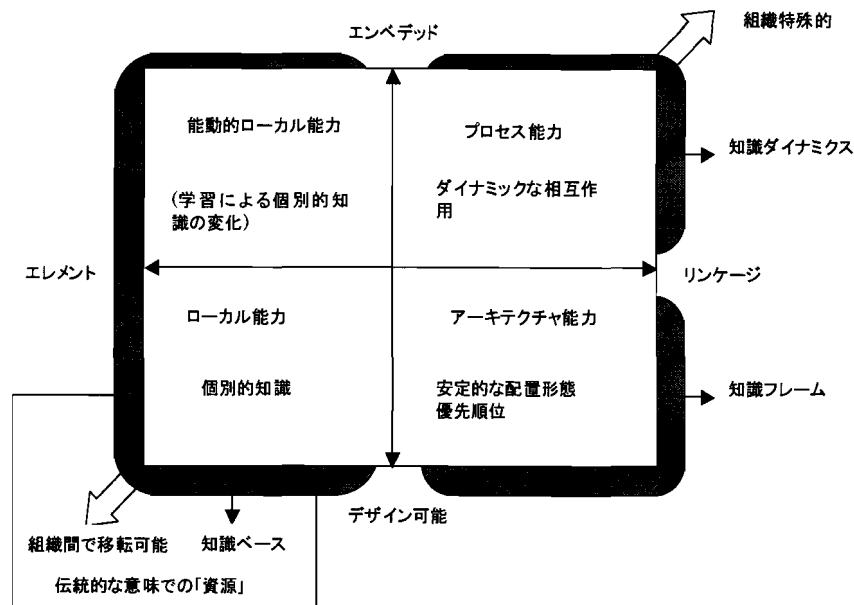 組織特殊的
エンベデッド
能動的ローカル能力
プロセス能力
知識ダイナミクス
(学習による個別的知
識の変化)
ダイナミックな相互作
用
エレメント
リンケージ
ローカル能力
アーキテクチャ能力
個別的知識
安定的な配置形態
優先順位
知識フレーム
デザイン可能
組織間で移転可能
知識ベース
伝統的な意味での「資源」